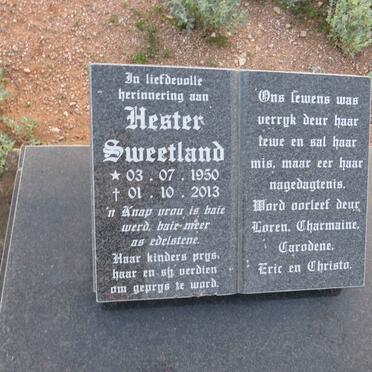 In liefdevolle
herinnering aan
Hester
Sweetland
★ 03. 07. 1950
† 01. 10. 2013
'n Knap vrou is baie
werd, baie meer
as edelstene.
Haar kinders prys,
haar en sy verdien
om geprys te word.
Ons lewens was
verryk deur haar
lewe en sal haar
mis, maar eer haar
nagedagtenis.
Word oorleef deur
Loren, Charmaine,
Carodene,
Eric en Christo.